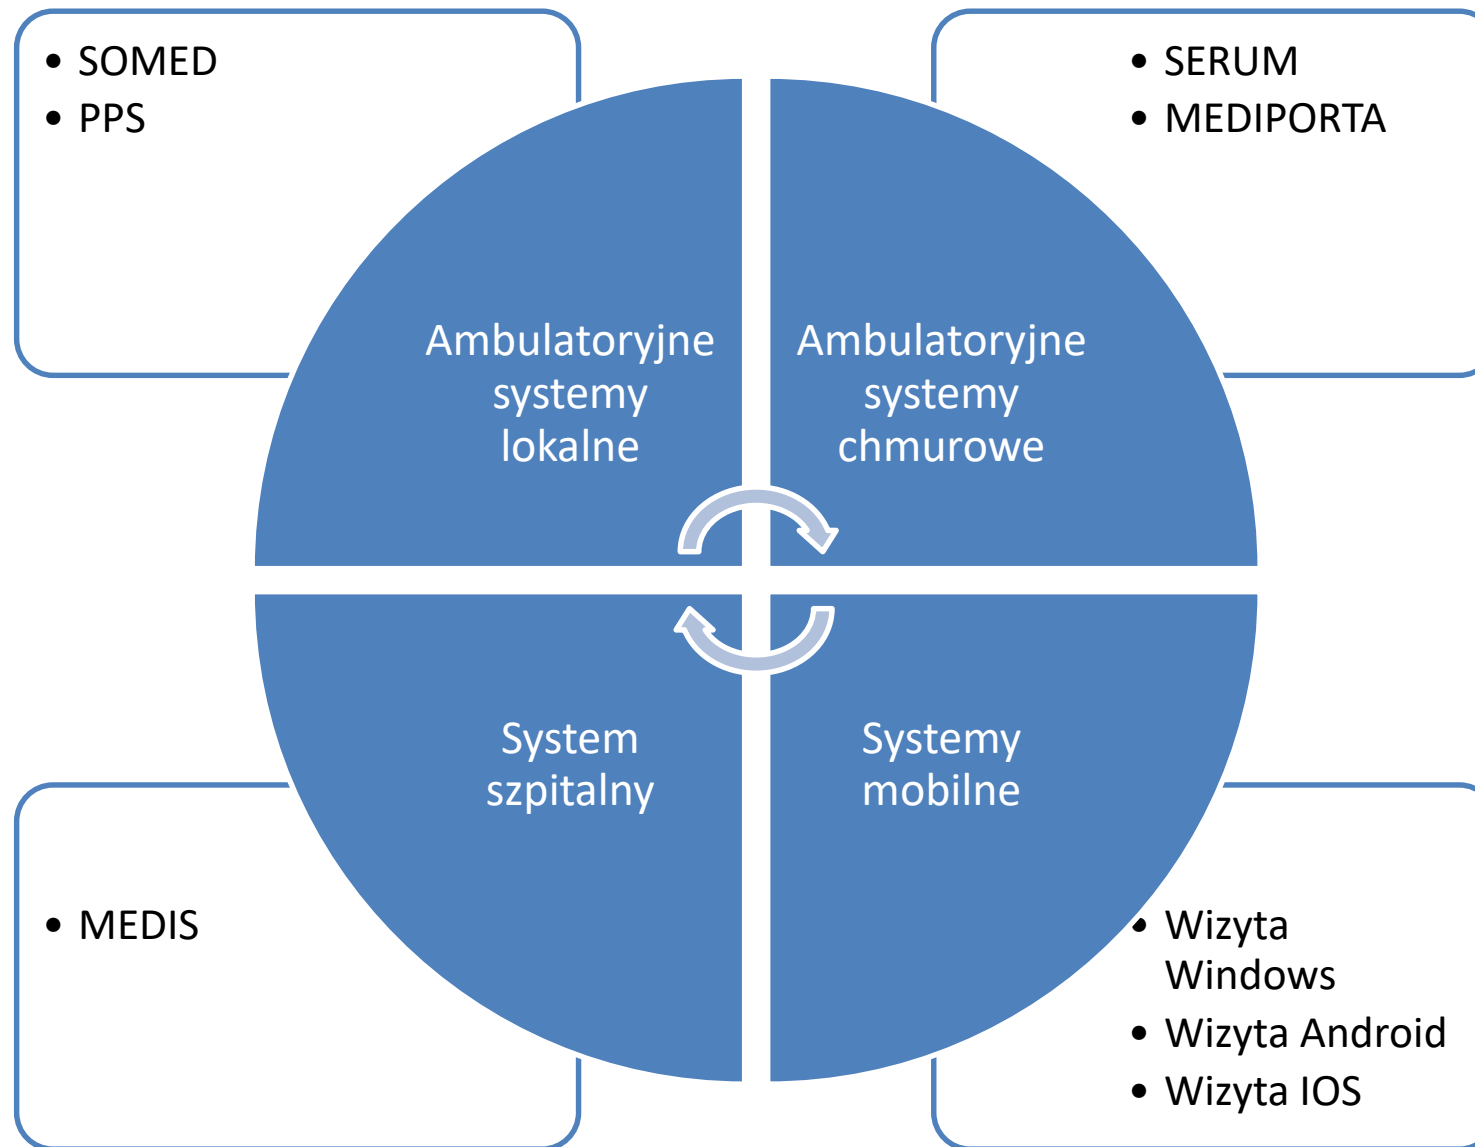 • SOMED
• PPS
• SERUM
• MEDIPORTA
Ambulatoryjne
systemy
lokalne
Ambulatoryjne
systemy
chmurowe
System
szpitalny
Systemy
mobilne
• MEDIS
• Wizyta
Windows
• Wizyta Android
• Wizyta IOS